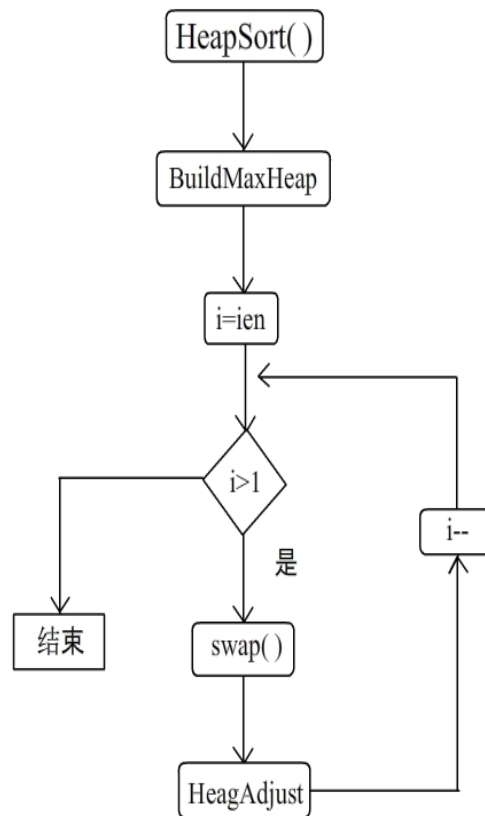 HeapSort( )
BuildMaxHeap
i=ien
i>1
i--
是
结束
swap( )
HeagAdjust